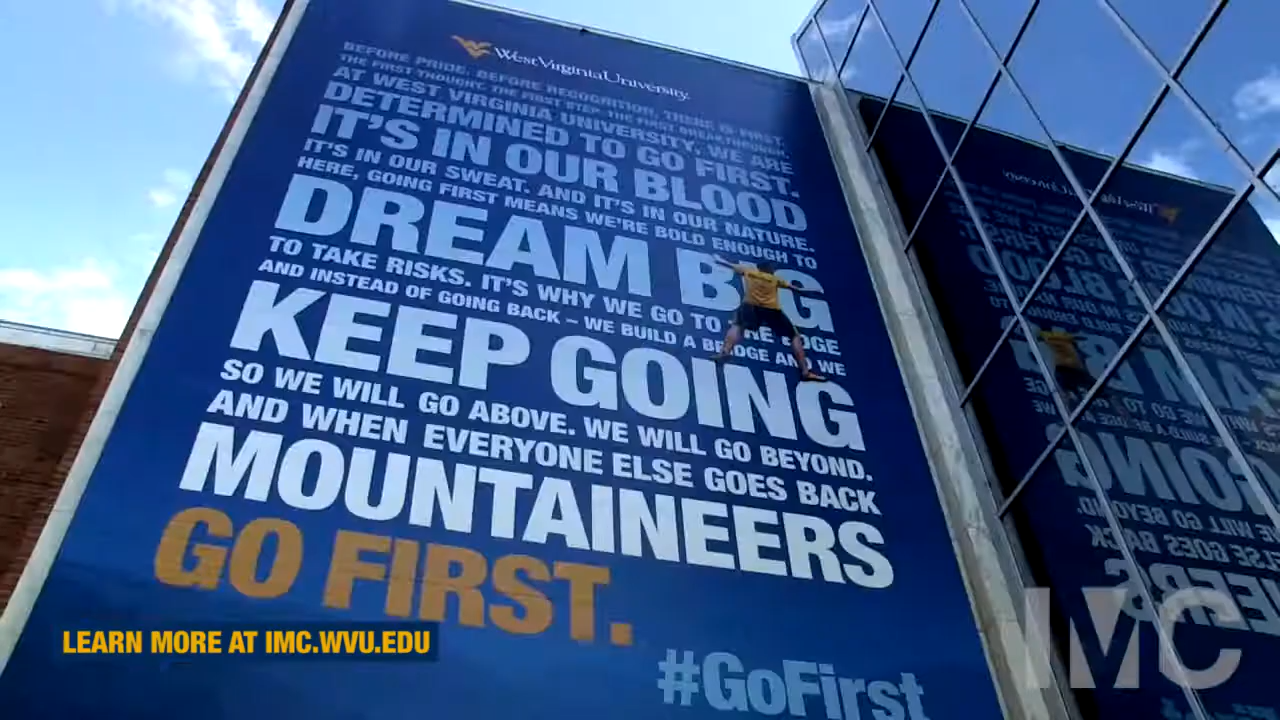 WestVirginiaUniversity.
BEFORE PRIDE. BEFORE RECOGNITION, THERE IS FIRST.
THE FIRST THOUGHT. THE FIRST STEP. THE FIRST BREAKTHROUGH.
AT WEST VIRGINIA UNIVERSITY, WE ARE
DETERMINED TO GO FIRST.
IT'S IN OUR BLOOD
IT'S IN OUR SWEAT. AND IT'S IN OUR NATURE.
HERE, GOING FIRST MEANS WE'RE BOLD ENOUGH TO
DREAM BIG
TO TAKE RISKS. IT'S WHY WE GO TO THE EDGE
AND INSTEAD OF GOING BACK – WE BUILD A BRIDGE AND WE
KEEP GOING
SO WE WILL GO ABOVE. WE WILL GO BEYOND.
AND WHEN EVERYONE ELSE GOES BACK
MOUNTAINEERS
GO FIRST.
#GoFirst
LEARN MORE AT IMC.WVU.EDU
IMC